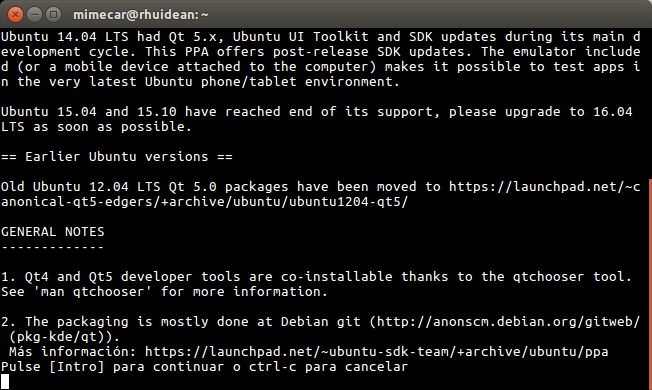 mimecar@rhuidean: ~
Ubuntu 14.04 LTS had Qt 5.x, Ubuntu UI Toolkit and SDK updates during its main d
evelopment cycle. This PPA offers post-release SDK updates. The emulator include
d (or a mobile device attached to the computer) makes it possible to test apps i
n the very latest Ubuntu phone/tablet environment.
Ubuntu 15.04 and 15.10 have reached end of its support, please upgrade to 16.04
LTS as soon as possible.
== Earlier Ubuntu versions ==
Old Ubuntu 12.04 LTS Qt 5.0 packages have been moved to https://launchpad.net/~c
anonical-qt5-edgers/+archive/ubuntu/ubuntu1204-qt5/
GENERAL NOTES
-------------
1. Qt4 and Qt5 developer tools are co-installable thanks to the qtchooser tool.
See 'man qtchooser' for more information.
2. The packaging is mostly done at Debian git (http://anonscm.debian.org/gitweb/
(pkg-kde/qt)).
Más información: https://launchpad.net/~ubuntu-sdk-team/+archive/ubuntu/ppa
Pulse [Intro] para continuar o ctrl-c para cancelar